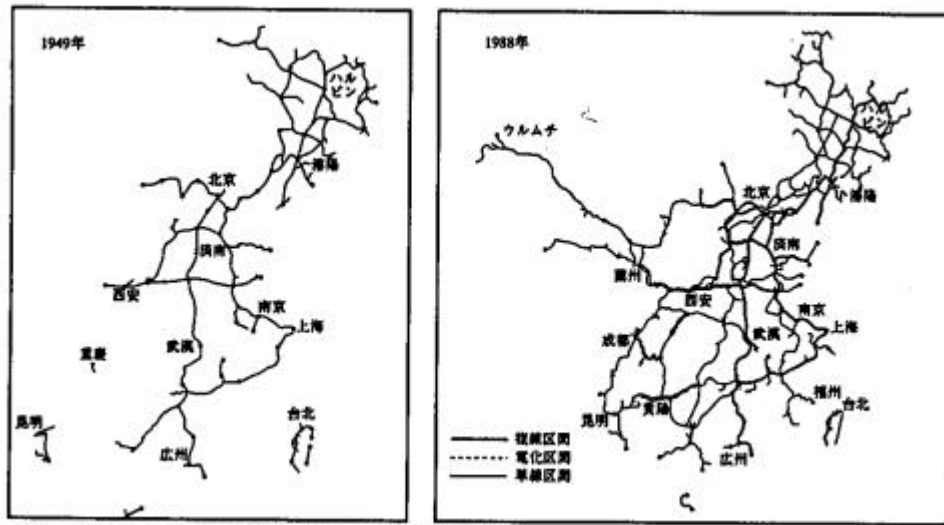 1949年
ハル
ビン
瀋陽
北京
済南
西安
南京
上海
武漢
重慶
台北
昆明
広州
1988年
ハル
ビン
ウルムチ
瀋陽
北京
済南
蘭州
西安
南京
上海
武漢
成都
福州
台北
貴陽
昆明
広州
複線区間
電化区間
単線区間